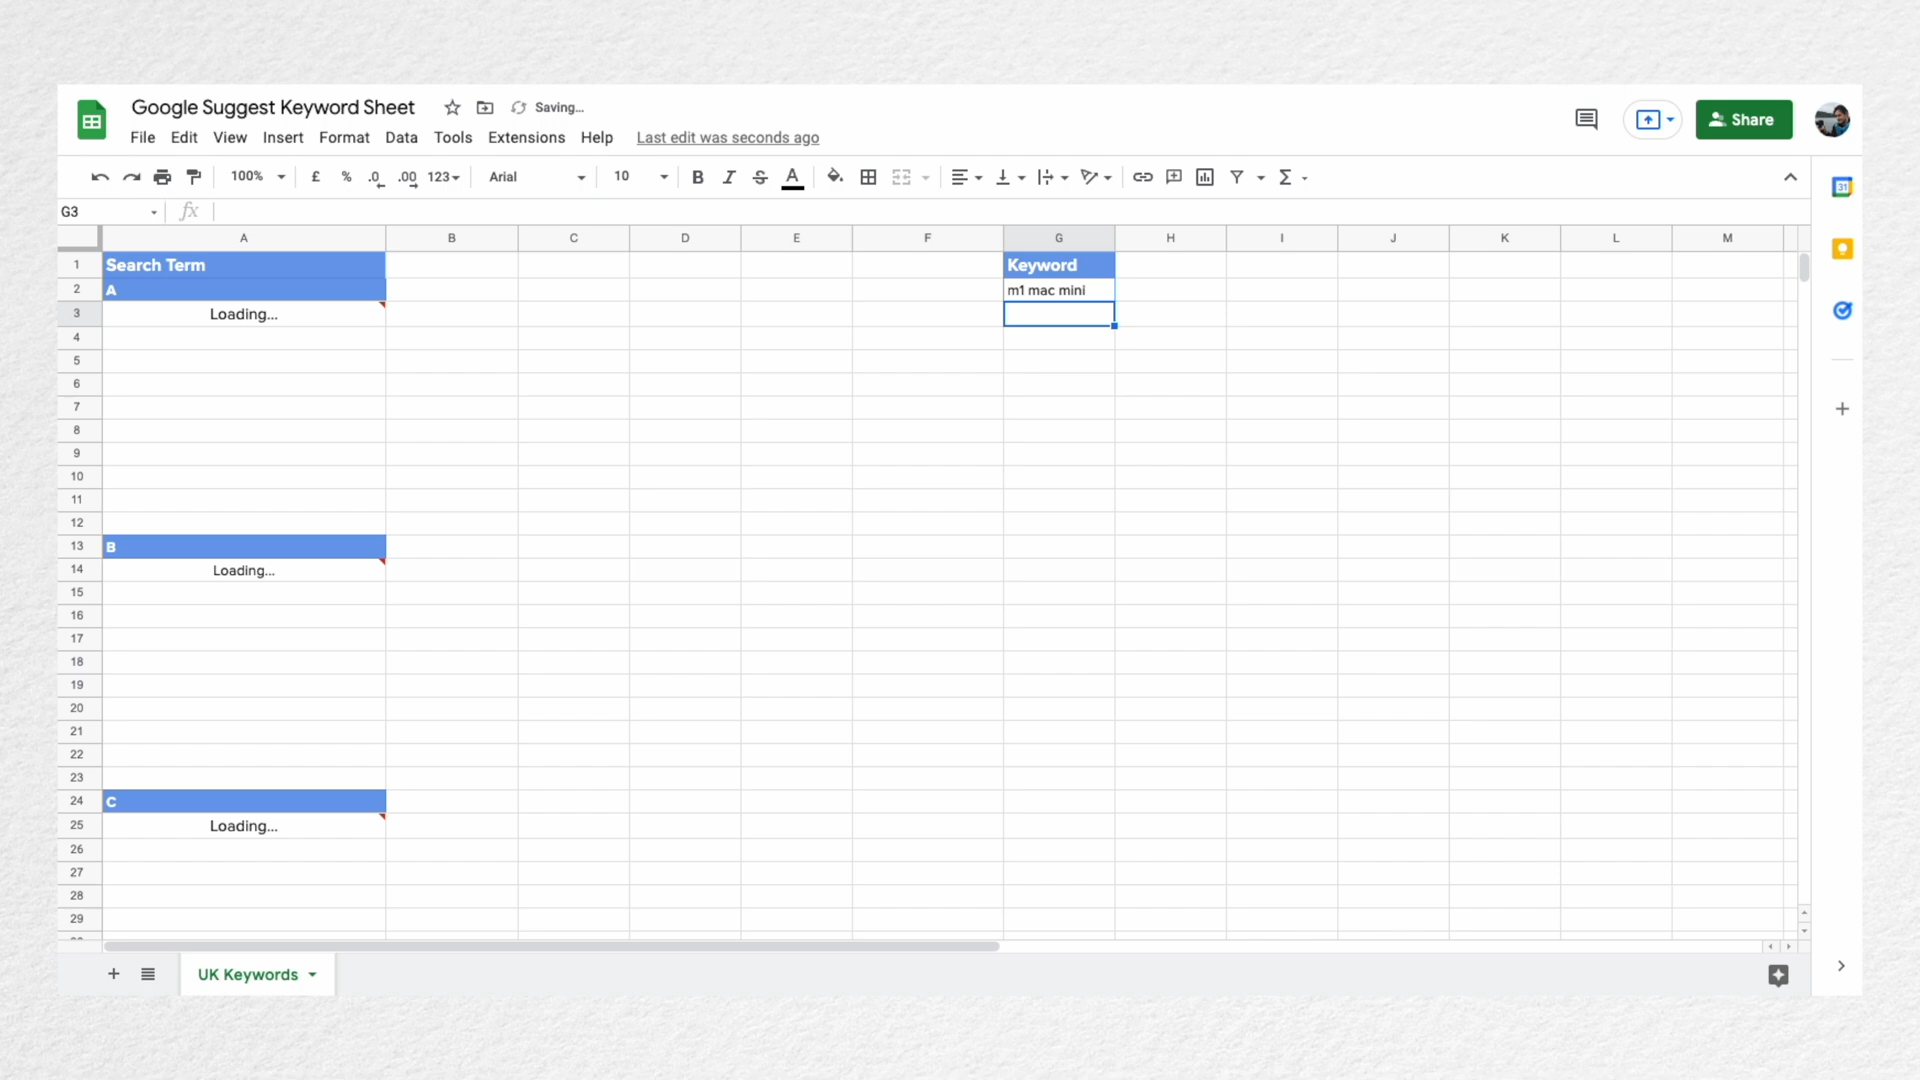 Google Suggest Keyword Sheet Saving...
File Edit View Insert Format Data Tools Extensions Help Last edit was seconds ago
Share
100% £ % .0 .00 123 Arial 10 B I S A Σ
31
G3 fx
A B C D E F G H I J K L M
1 Search Term Keyword
2 A m1 mac mini
3 Loading...
4
5
6
7
8
9
10
11
12
13 B
14 Loading...
15
16
17
18
19
20
21
22
23
24 C
25 Loading...
26
27
28
29
UK Keywords